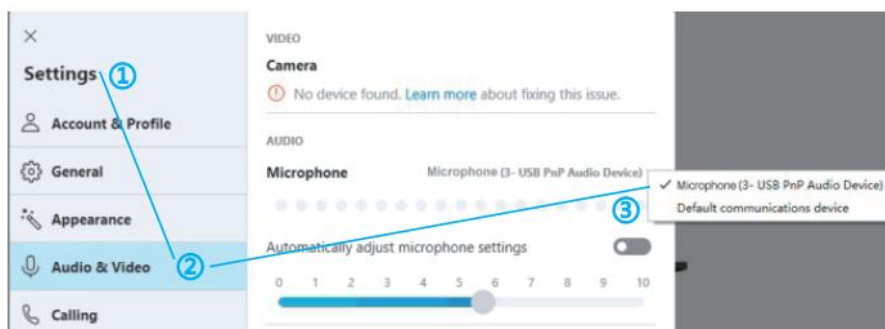 Settings ①
Account & Profile
General
Appearance
Audio & Video ②
Calling
VIDEO
Camera
No device found. Learn more about fixing this issue.
AUDIO
Microphone Microphone (3- USB PnP Audio Device)
③
Automatically adjust microphone settings
0 1 2 3 4 5 6 7 8 9 10
✓ Microphone (3- USB PnP Audio Device)
Default communications device